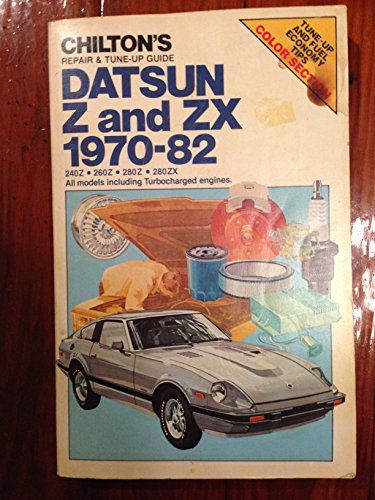 CHILTON'S
REPAIR & TUNE-UP GUIDE
DATSUN
Z and ZX
1970-82
240Z • 260Z • 280Z • 280ZX
All models including Turbocharged engines.
TUNE-UP
AND FUEL
ECONOMY
TIPS
COLOR SECTION